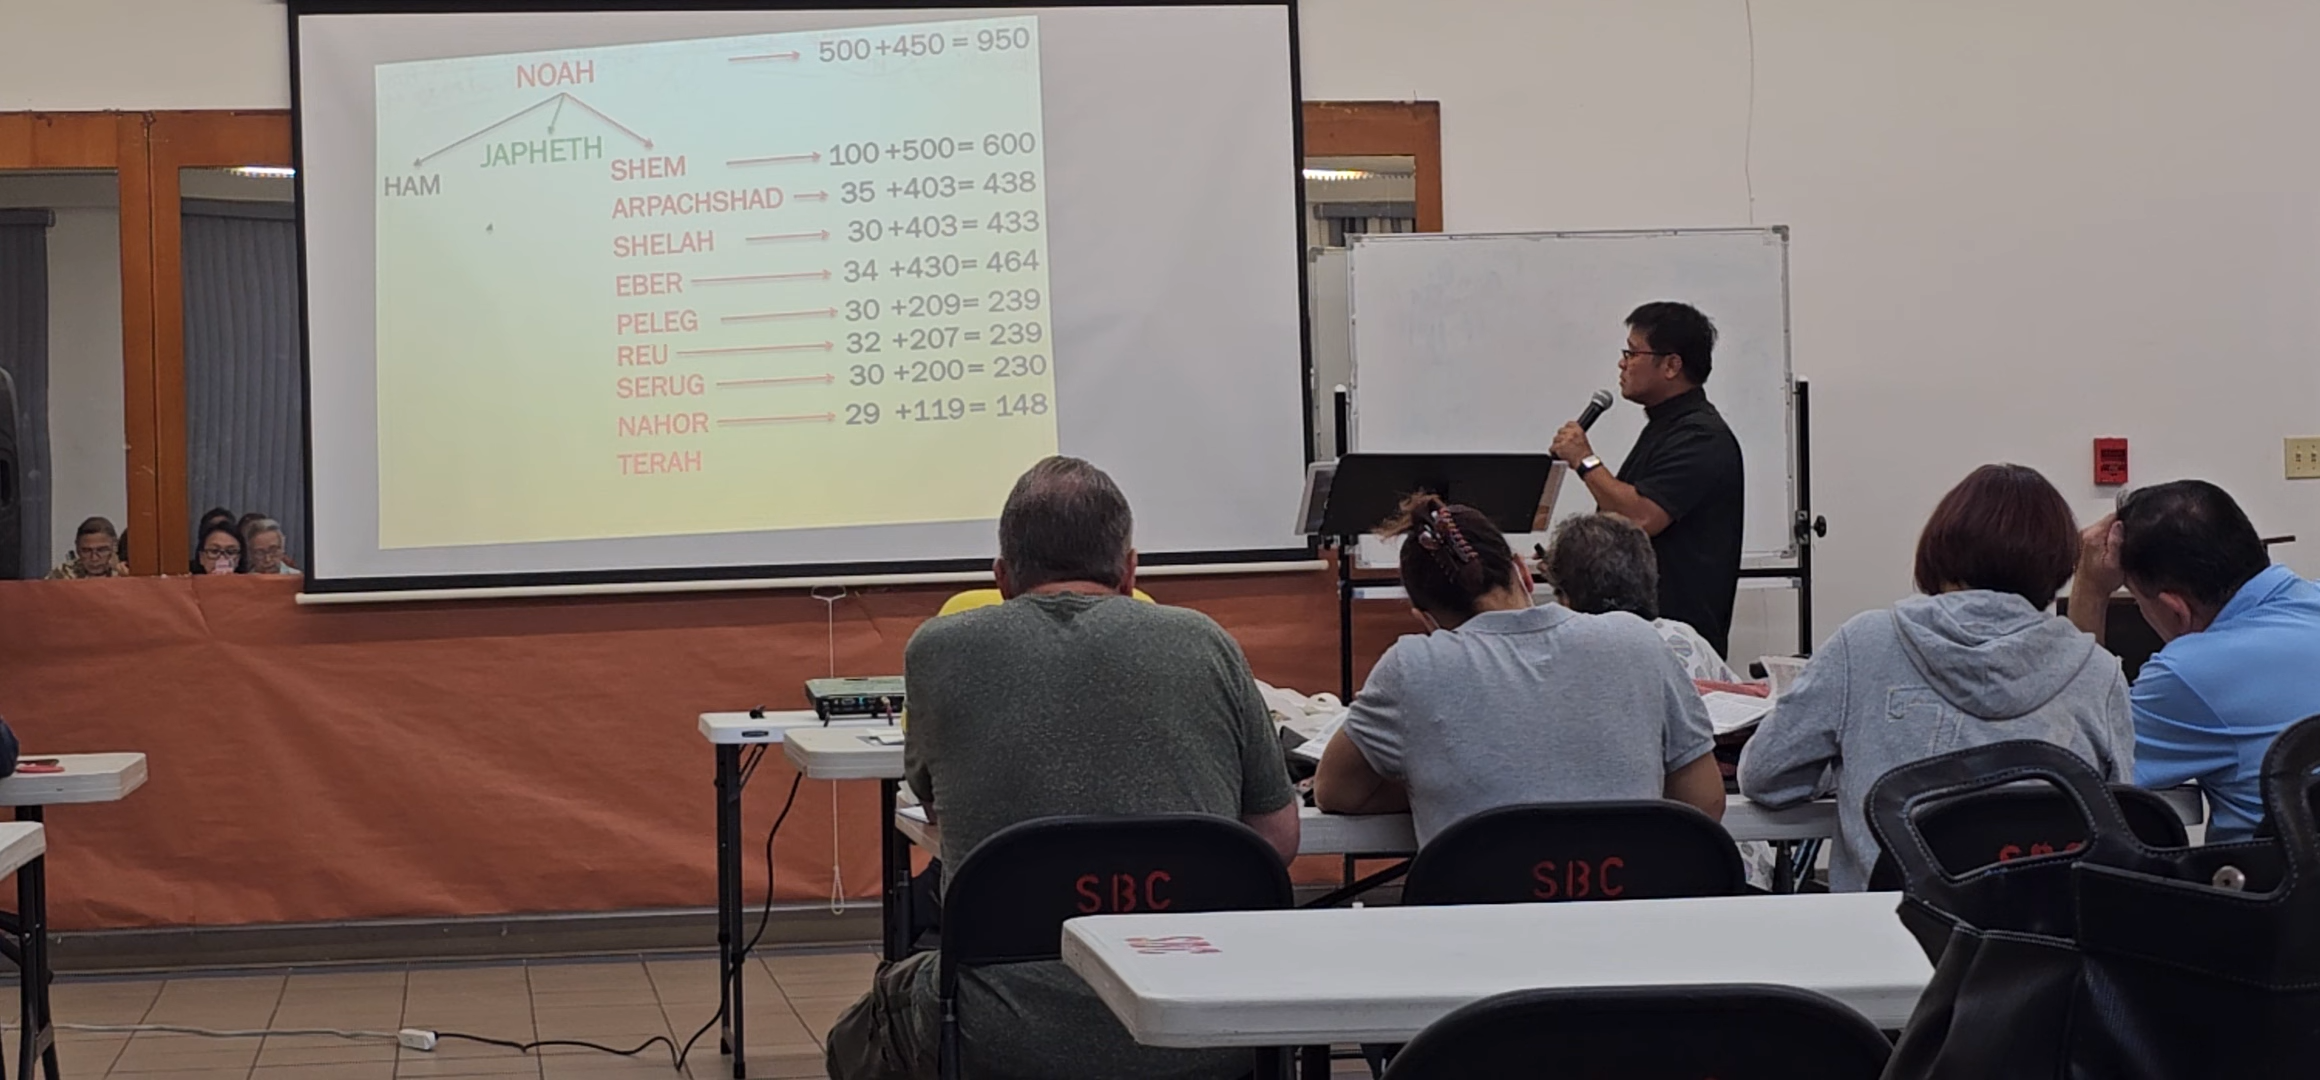 NOAH → 500+450 = 950
HAM JAPHETH
SHEM → 100+500= 600
ARPACHSHAD → 35 +403= 438
SHELAH → 30+403= 433
EBER → 34 +430= 464
PELEG → 30 +209= 239
REU → 32 +207= 239
SERUG → 30 +200= 230
NAHOR → 29 +119= 148
TERAH
SBC
SBC
SBC
SBC